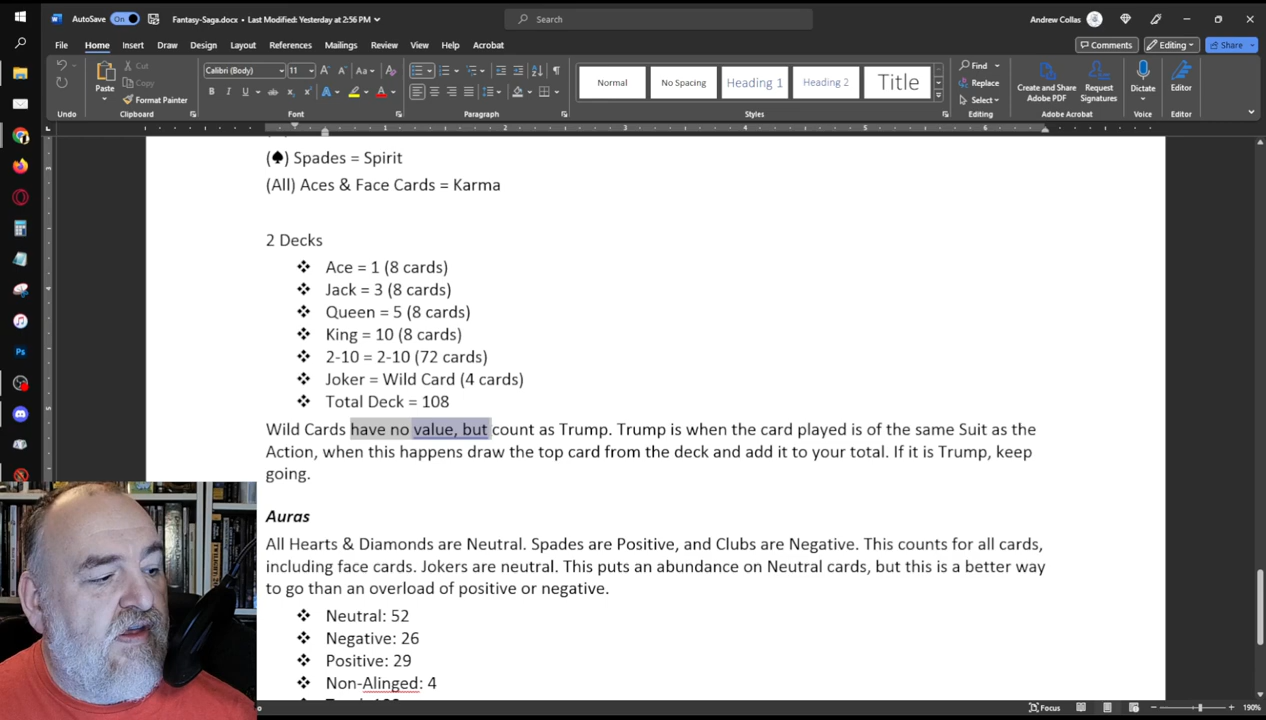 AutoSave On Fantasy-Saga.docx • Last Modified: Yesterday at 2:56 PM Search Andrew Collas
File Home Insert Draw Design Layout References Mailings Review View Help Acrobat Comments Editing Share
Paste Cut Copy Format Painter
Calibri (Body) 11
Normal No Spacing Heading 1 Heading 2 Title
Find Replace Select
Create and Share Adobe PDF Request Signatures Dictate Editor
Undo Clipboard Font Paragraph Styles Editing Adobe Acrobat Voice Editor
(♠) Spades = Spirit
(All) Aces & Face Cards = Karma
2 Decks
❖ Ace = 1 (8 cards)
❖ Jack = 3 (8 cards)
❖ Queen = 5 (8 cards)
❖ King = 10 (8 cards)
❖ 2-10 = 2-10 (72 cards)
❖ Joker = Wild Card (4 cards)
❖ Total Deck = 108
Wild Cards have no value, but count as Trump. Trump is when the card played is of the same Suit as the
Action, when this happens draw the top card from the deck and add it to your total. If it is Trump, keep
going.
Auras
All Hearts & Diamonds are Neutral. Spades are Positive, and Clubs are Negative. This counts for all cards,
including face cards. Jokers are neutral. This puts an abundance on Neutral cards, but this is a better way
to go than an overload of positive or negative.
❖ Neutral: 52
❖ Negative: 26
❖ Positive: 29
❖ Non-Alinged: 4
Focus 190%